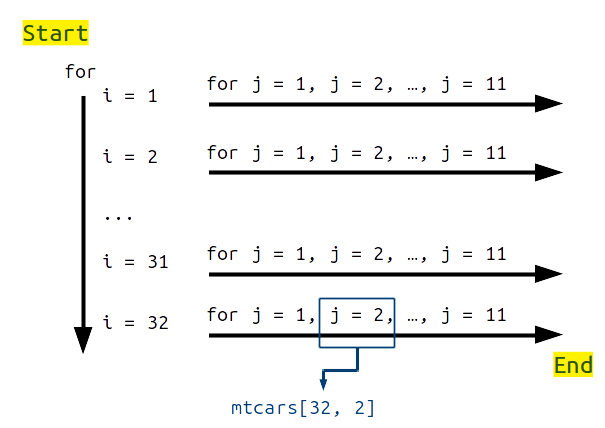 Start
for
i = 1 for j = 1, j = 2, …, j = 11
i = 2 for j = 1, j = 2, …, j = 11
...
i = 31 for j = 1, j = 2, …, j = 11
i = 32 for j = 1, j = 2, …, j = 11
End
mtcars[32, 2]